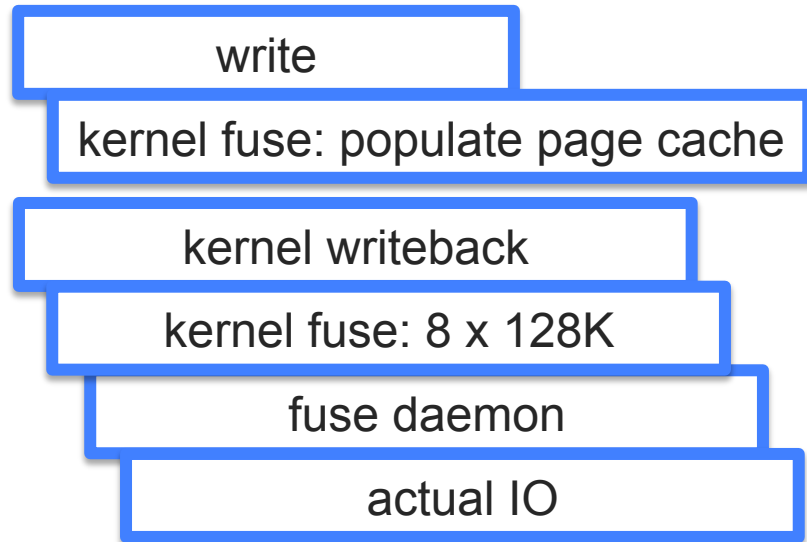 write
kernel fuse: populate page cache
kernel writeback
kernel fuse: 8 x 128K
fuse daemon
actual IO